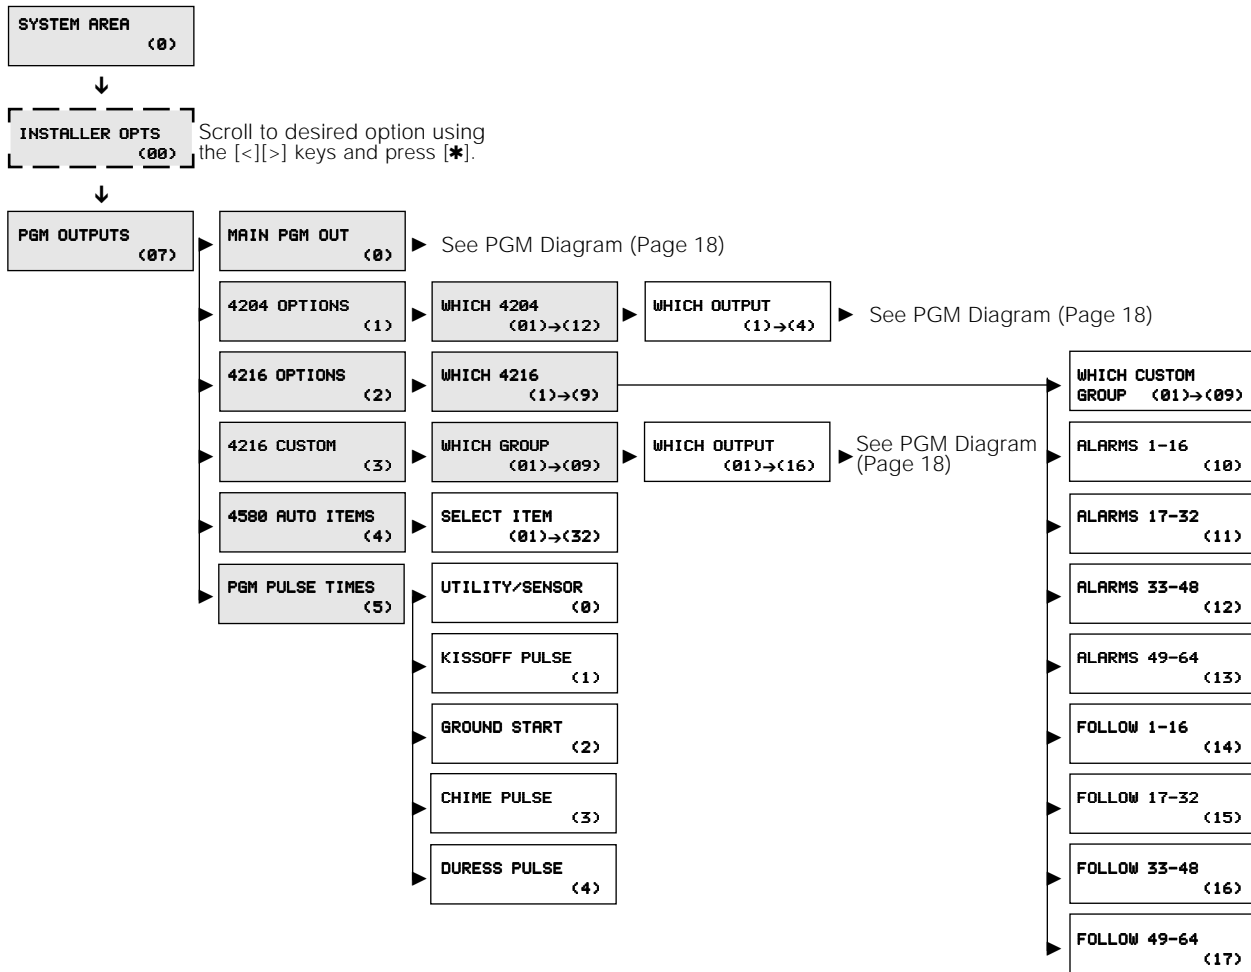 SYSTEM AREA
(0)
INSTALLER OPTS
(00)
Scroll to desired option using
the [<][>] keys and press [✱].
PGM OUTPUTS
(07)
MAIN PGM OUT
(0)
See PGM Diagram (Page 18)
4204 OPTIONS
(1)
WHICH 4204
(01)→(12)
WHICH OUTPUT
(1)→(4)
See PGM Diagram (Page 18)
4216 OPTIONS
(2)
WHICH 4216
(1)→(9)
WHICH CUSTOM
GROUP (01)→(09)
4216 CUSTOM
(3)
WHICH GROUP
(01)→(09)
WHICH OUTPUT
(01)→(16)
See PGM Diagram
(Page 18)
ALARMS 1-16
(10)
4580 AUTO ITEMS
(4)
SELECT ITEM
(01)→(32)
ALARMS 17-32
(11)
PGM PULSE TIMES
(5)
UTILITY/SENSOR
(0)
ALARMS 33-48
(12)
KISSOFF PULSE
(1)
ALARMS 49-64
(13)
GROUND START
(2)
FOLLOW 1-16
(14)
CHIME PULSE
(3)
FOLLOW 17-32
(15)
DURESS PULSE
(4)
FOLLOW 33-48
(16)
FOLLOW 49-64
(17)